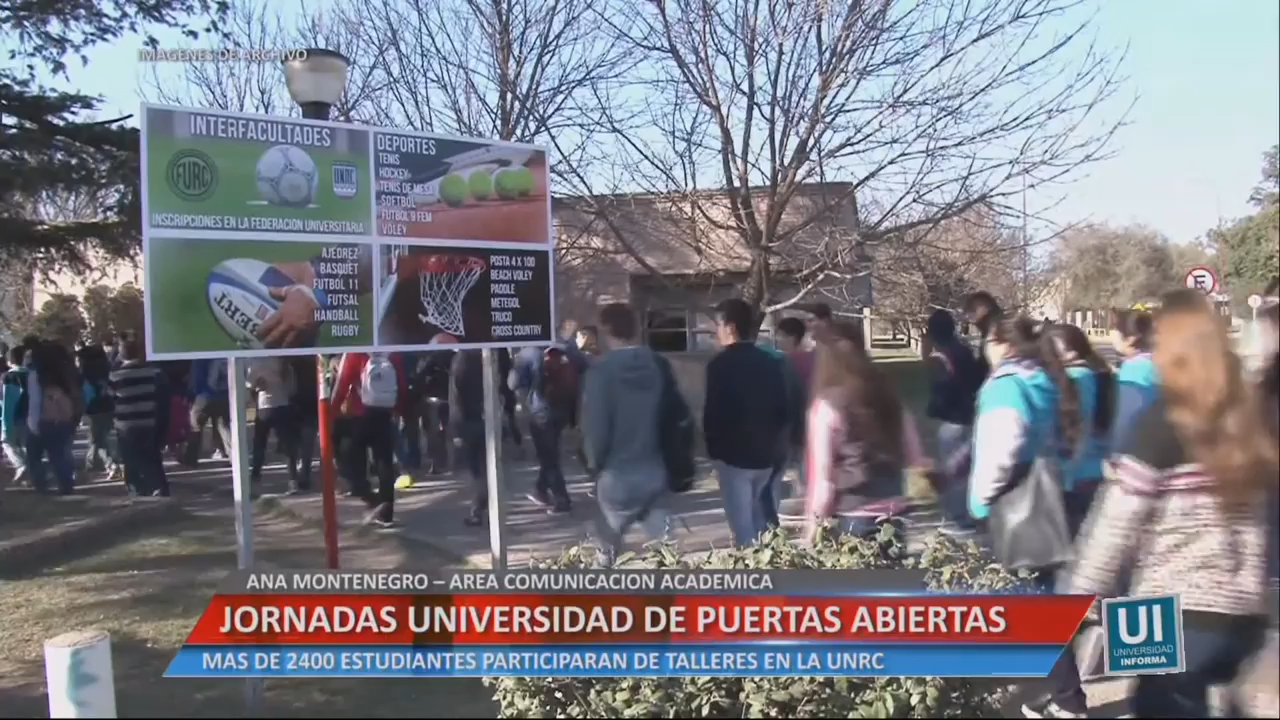 IMAGENES DE ARCHIVO
INTERFACULTADES
FURC
UNRC
INSCRIPCIONES EN LA FEDERACION UNIVERSITARIA
DEPORTES
TENIS
HOCKEY
TENIS DE MESA
SOFTBOL
FUTBOL 9 FEM
VOLEY
AJEDREZ
BASQUET
FUTBOL 11
FUTSAL
HANDBALL
RUGBY
POSTA 4 X 100
BEACH VOLEY
PADDLE
METEGOL
TRUCO
CROSS COUNTRY
E
ANA MONTENEGRO – AREA COMUNICACION ACADEMICA
JORNADAS UNIVERSIDAD DE PUERTAS ABIERTAS
MAS DE 2400 ESTUDIANTES PARTICIPARAN DE TALLERES EN LA UNRC
UI
UNIVERSIDAD
INFORMA